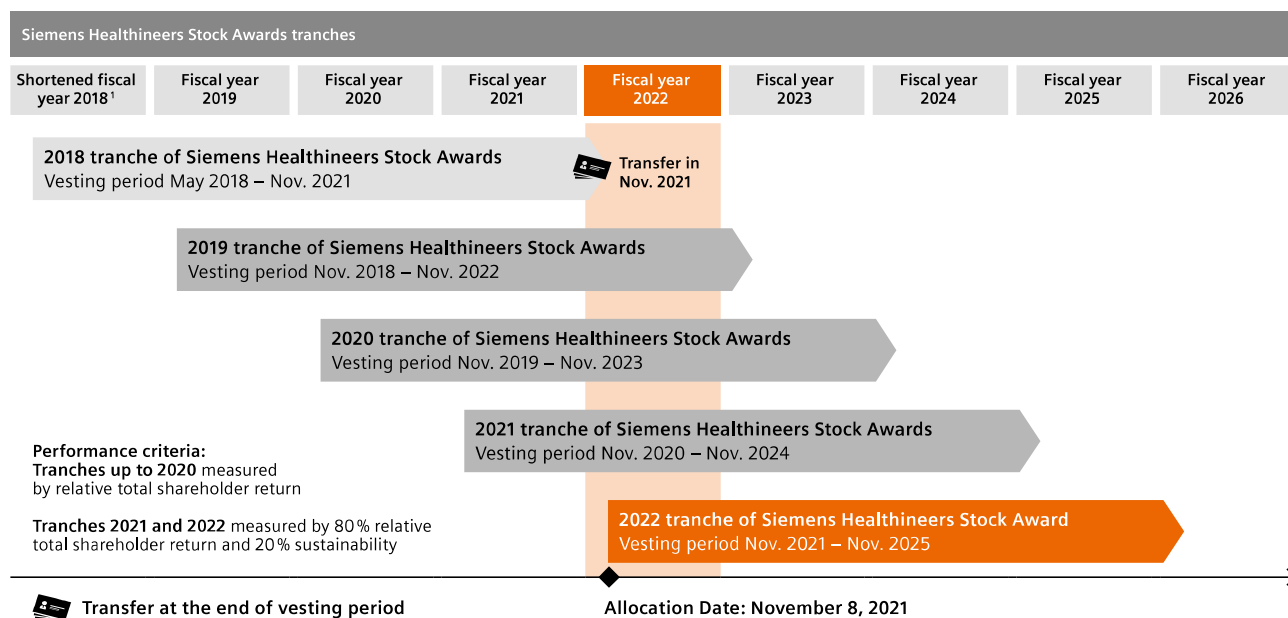 Siemens Healthineers Stock Awards tranches
Shortened fiscal
year 2018¹
Fiscal year
2019
Fiscal year
2020
Fiscal year
2021
Fiscal year
2022
Fiscal year
2023
Fiscal year
2024
Fiscal year
2025
Fiscal year
2026
2018 tranche of Siemens Healthineers Stock Awards
Vesting period May 2018 – Nov. 2021
Transfer in
Nov. 2021
2019 tranche of Siemens Healthineers Stock Awards
Vesting period Nov. 2018 – Nov. 2022
2020 tranche of Siemens Healthineers Stock Awards
Vesting period Nov. 2019 – Nov. 2023
2021 tranche of Siemens Healthineers Stock Awards
Vesting period Nov. 2020 – Nov. 2024
Performance criteria:
Tranches up to 2020 measured
by relative total shareholder return
Tranches 2021 and 2022 measured by 80 % relative
total shareholder return and 20 % sustainability
2022 tranche of Siemens Healthineers Stock Award
Vesting period Nov. 2021 – Nov. 2025
Transfer at the end of vesting period
Allocation Date: November 8, 2021